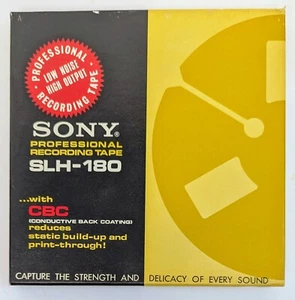 PROFESSIONAL
LOW NOISE
HIGH OUTPUT
RECORDING TAPE
SONY®
PROFESSIONAL
RECORDING TAPE
SLH-180
...with
CBC
(CONDUCTIVE BACK COATING)
reduces
static build-up and
print-through!
CAPTURE THE STRENGTH AND DELICACY OF EVERY SOUND